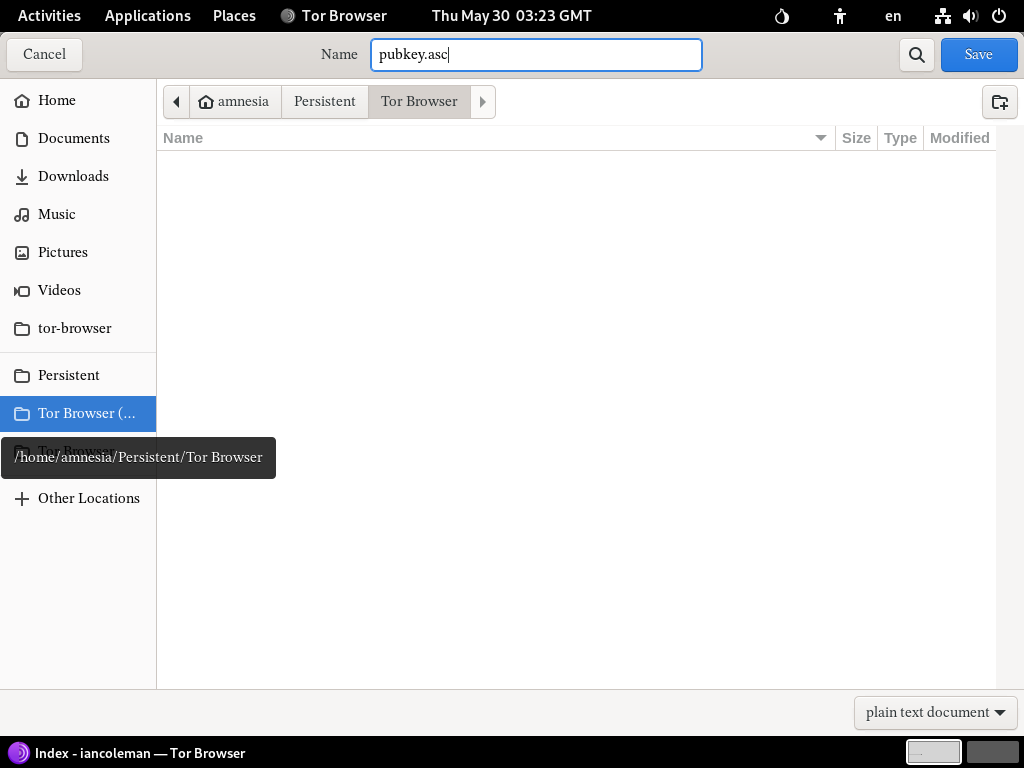 Activities Applications Places Tor Browser Thu May 30 03:23 GMT en
Cancel Name pubkey.asc Save
Home
Documents
Downloads
Music
Pictures
Videos
tor-browser
Persistent
Tor Browser (...
Tor Browser
/home/amnesia/Persistent/Tor Browser
Other Locations
amnesia Persistent Tor Browser
Name Size Type Modified
plain text document
Index - iancoleman — Tor Browser